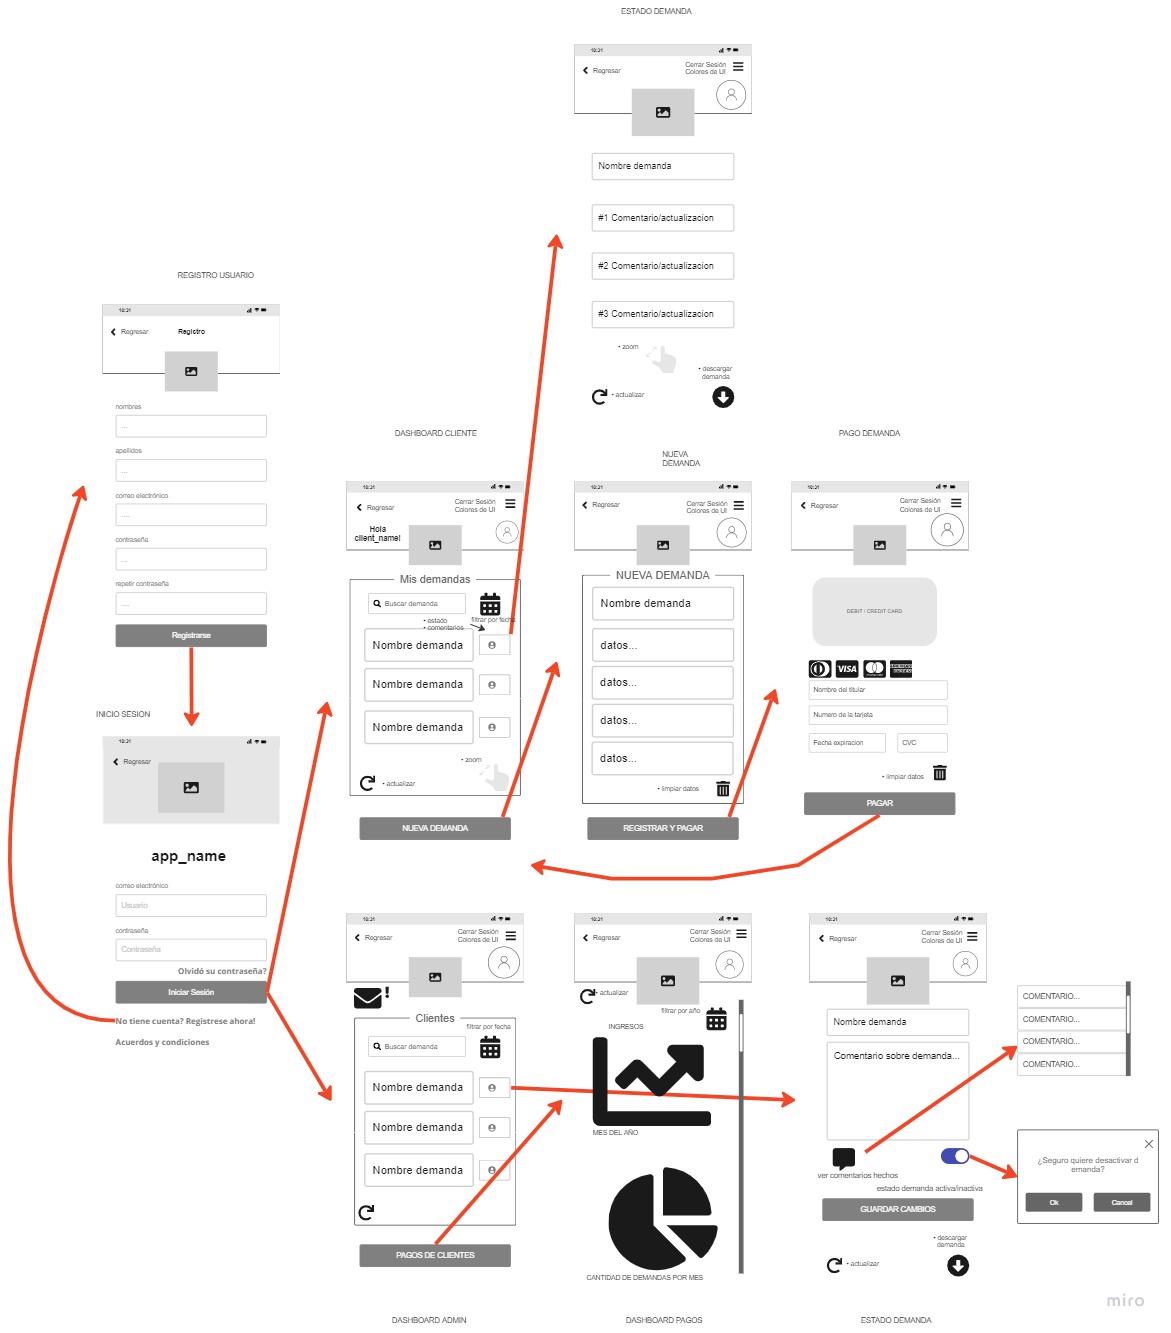 ESTADO DEMANDA
10:21
Regresar
Cerrar Sesión
Colores de UI
Nombre demanda
#1 Comentario/actualizacion
#2 Comentario/actualizacion
#3 Comentario/actualizacion
• zoom
• descargar
demanda
• actualizar
REGISTRO USUARIO
10:21
Regresar
Registro
nombres
...
apellidos
...
correo electrónico
....
contraseña
...
repetir contraseña
....
Registrarse
INICIO SESION
10:21
Regresar
app_name
correo electrónico
Usuario
contraseña
Contraseña
Olvidó su contraseña?
Iniciar Sesión
No tiene cuenta? Registrese ahora!
Acuerdos y condiciones
DASHBOARD CLIENTE
10:21
Regresar
Cerrar Sesión
Colores de UI
Hola
client_name!
Mis demandas
Buscar demanda
filtrar por fecha
• estado
• comentarios
Nombre demanda
Nombre demanda
Nombre demanda
• zoom
• actualizar
NUEVA DEMANDA
NUEVA
DEMANDA
10:21
Regresar
Cerrar Sesión
Colores de UI
NUEVA DEMANDA
Nombre demanda
datos...
datos...
datos...
datos...
• limpiar datos
REGISTRAR Y PAGAR
PAGO DEMANDA
10:21
Regresar
Cerrar Sesión
Colores de UI
DEBIT / CREDIT CARD
VISA
Nombre del titular
Numero de la tarjeta
Fecha expiracion
CVC
• limpiar datos
PAGAR
10:21
Regresar
Cerrar Sesión
Colores de UI
!
Clientes
filtrar por fecha
Buscar demanda
Nombre demanda
Nombre demanda
Nombre demanda
PAGOS DE CLIENTES
DASHBOARD ADMIN
10:21
Regresar
Cerrar Sesión
Colores de UI
• actualizar
filtrar por año
INGRESOS
MES DEL AÑO
CANTIDAD DE DEMANDAS POR MES
DASHBOARD PAGOS
10:21
Regresar
Cerrar Sesión
Colores de UI
Nombre demanda
Comentario sobre demanda...
ver comentarios hechos
estado demanda activa/inactiva
GUARDAR CAMBIOS
• descargar
demanda
• actualizar
ESTADO DEMANDA
COMENTARIO...
COMENTARIO...
COMENTARIO...
COMENTARIO...
¿Seguro quiere desactivar d
emanda?
Ok
Cancel
miro